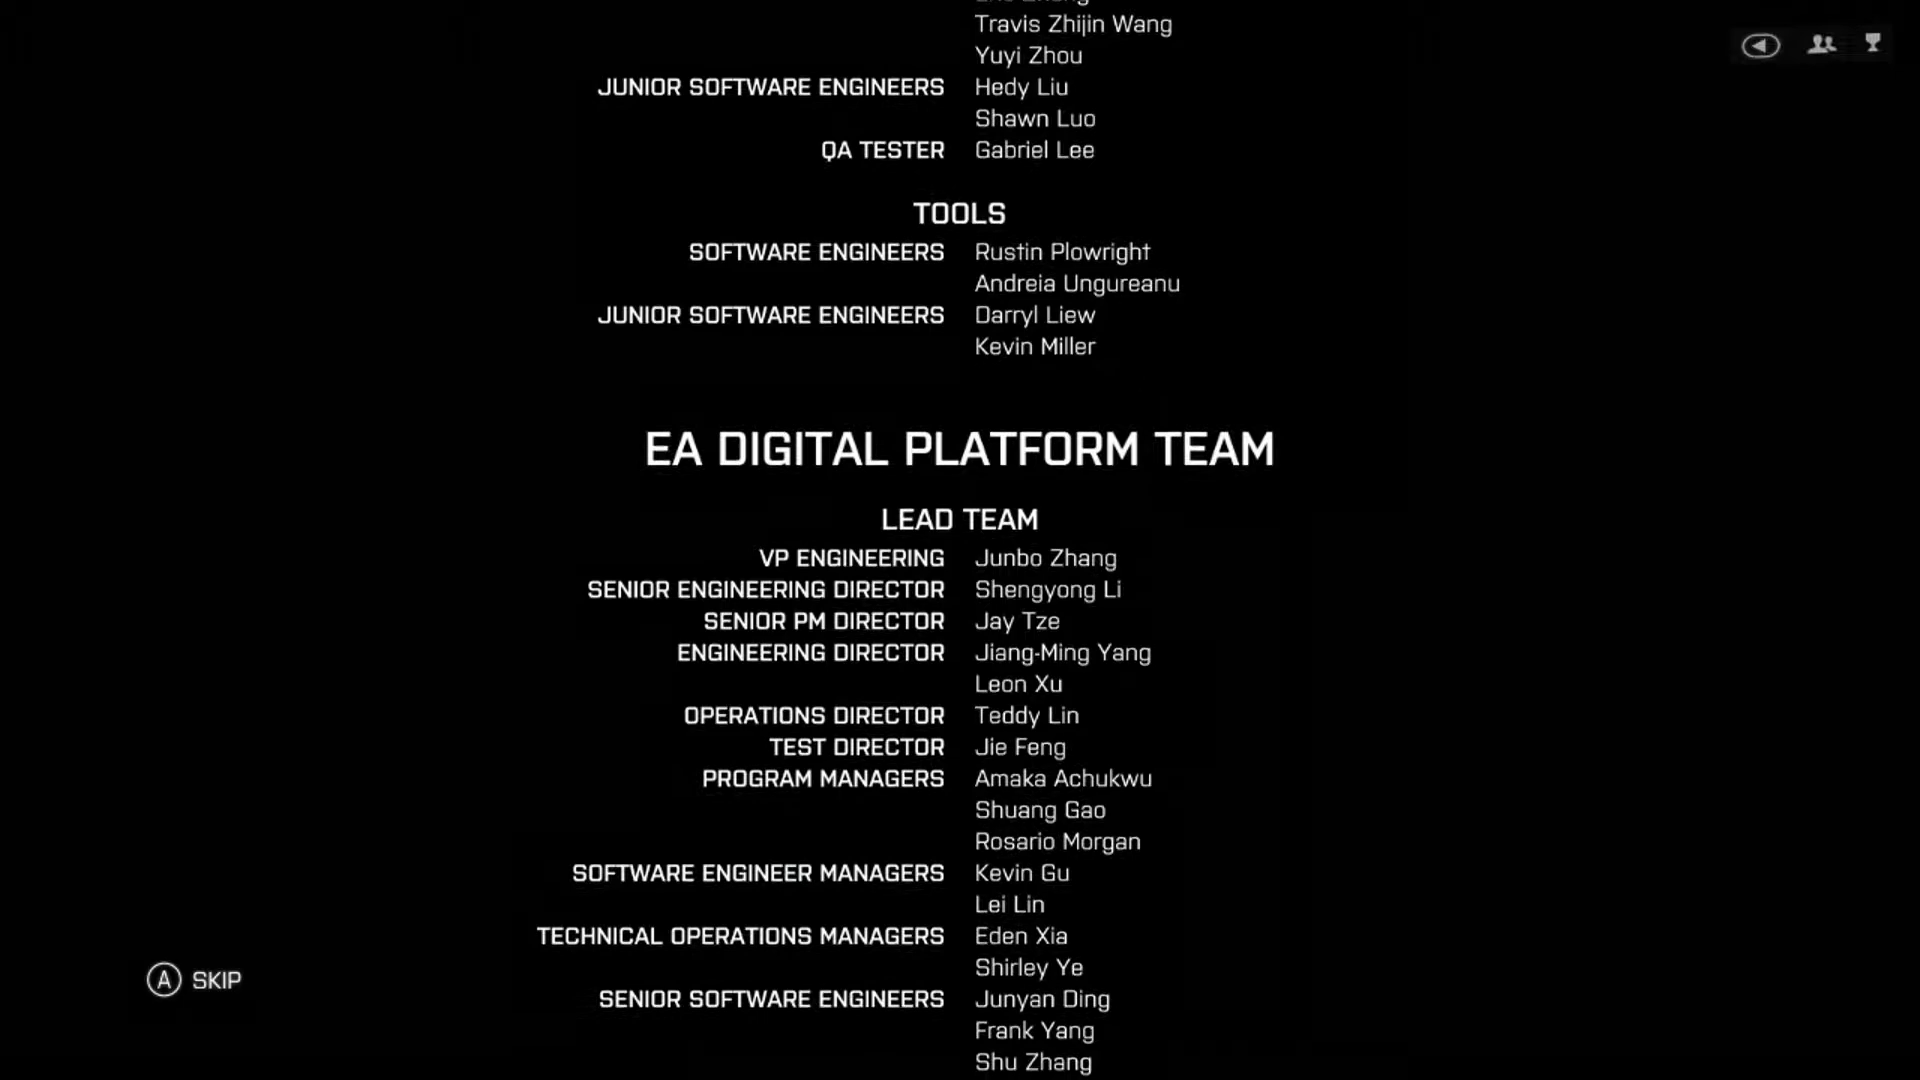 Travis Zhijin Wang
Yuyi Zhou
JUNIOR SOFTWARE ENGINEERS Hedy Liu
Shawn Luo
QA TESTER Gabriel Lee
TOOLS
SOFTWARE ENGINEERS Rustin Plowright
Andreia Ungureanu
JUNIOR SOFTWARE ENGINEERS Darryl Liew
Kevin Miller
EA DIGITAL PLATFORM TEAM
LEAD TEAM
VP ENGINEERING Junbo Zhang
SENIOR ENGINEERING DIRECTOR Shengyong Li
SENIOR PM DIRECTOR Jay Tze
ENGINEERING DIRECTOR Jiang-Ming Yang
Leon Xu
OPERATIONS DIRECTOR Teddy Lin
TEST DIRECTOR Jie Feng
PROGRAM MANAGERS Amaka Achukwu
Shuang Gao
Rosario Morgan
SOFTWARE ENGINEER MANAGERS Kevin Gu
Lei Lin
TECHNICAL OPERATIONS MANAGERS Eden Xia
Shirley Ye
A SKIP
SENIOR SOFTWARE ENGINEERS Junyan Ding
Frank Yang
Shu Zhang